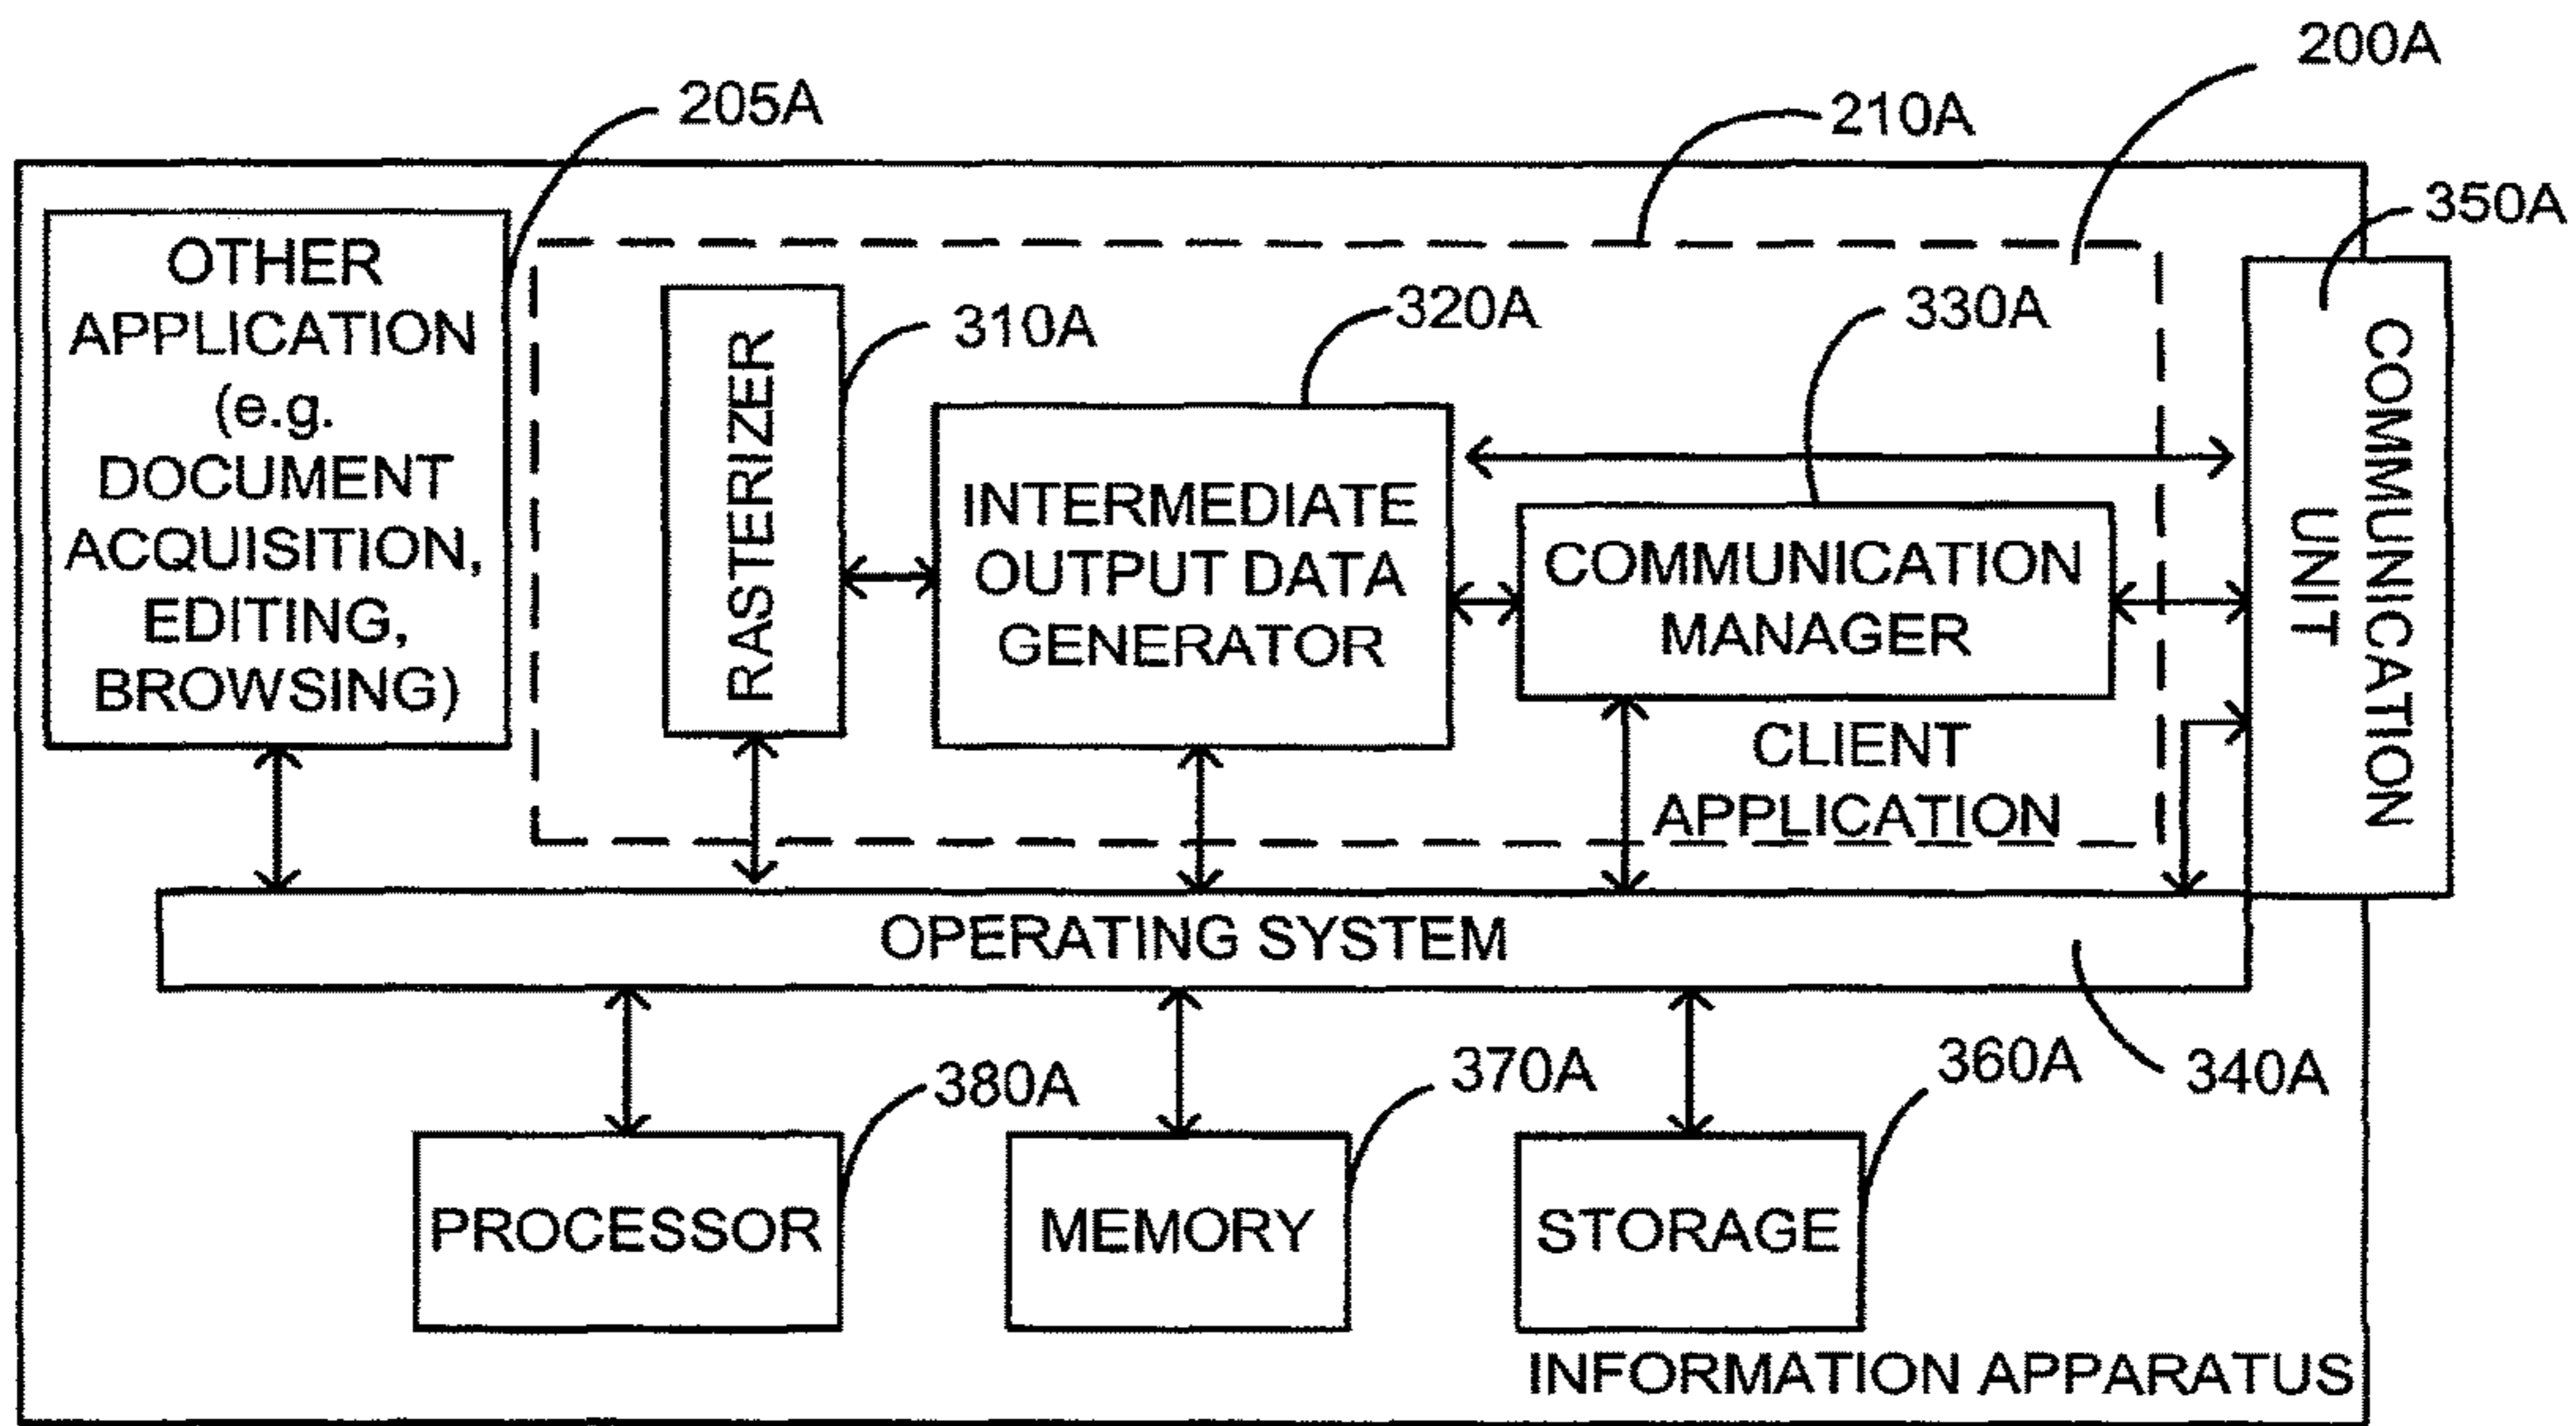 200A
205A
210A
350A
OTHER
APPLICATION
(e.g.
DOCUMENT
ACQUISITION,
EDITING,
BROWSING)
310A
RASTERIZER
320A
INTERMEDIATE
OUTPUT DATA
GENERATOR
330A
COMMUNICATION
MANAGER
CLIENT
APPLICATION
COMMUNICATION
UNIT
OPERATING SYSTEM
340A
380A
PROCESSOR
370A
MEMORY
360A
STORAGE
INFORMATION APPARATUS